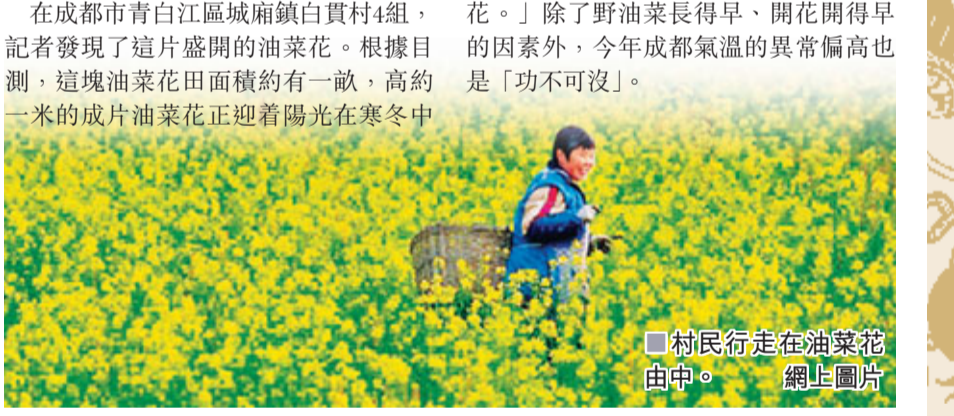 在成都市青白江區城廂鎮白貫村4組，
記者發現了這片盛開的油菜花。根據目
測，這塊油菜花田面積約有一畝，高約
一米的成片油菜花正迎着陽光在寒冬中
花。」除了野油菜長得早、開花開得早
的因素外，今年成都氣溫的異常偏高也
是「功不可沒」。
■村民行走在油菜花
由中。 網上圖片